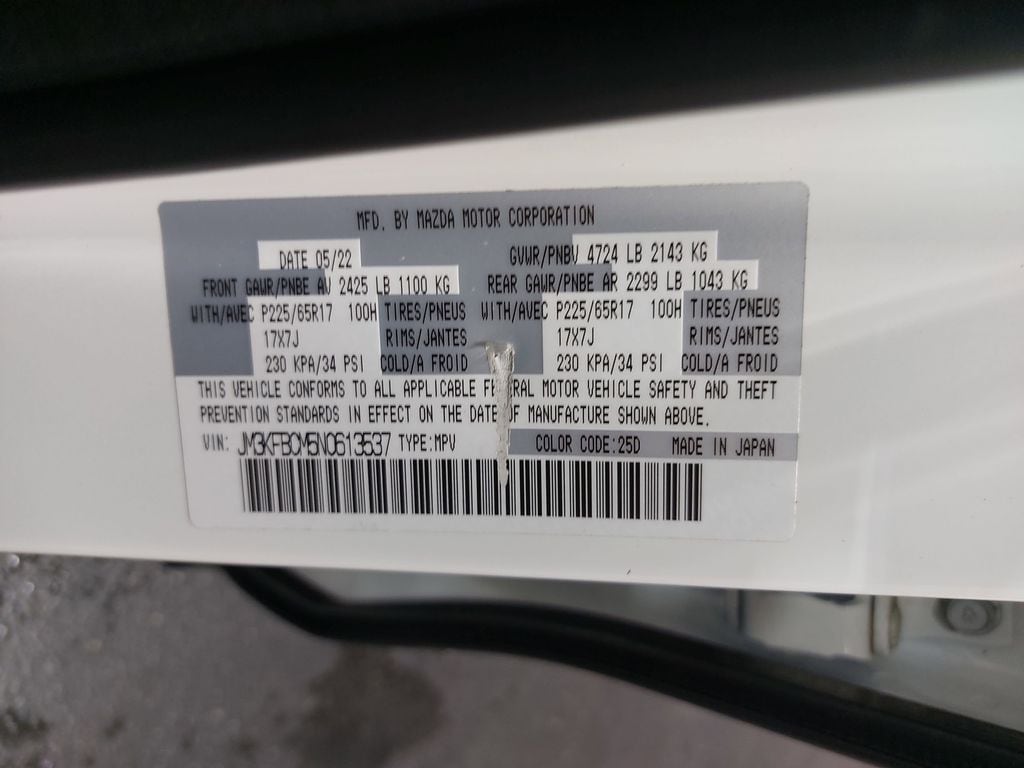 MFD. BY MAZDA MOTOR CORPORATION
DATE 05/22 GVWR/PNBV 4724 LB 2143 KG
FRONT GAWR/PNBE AV 2425 LB 1100 KG REAR GAWR/PNBE AR 2299 LB 1043 KG
WITH/AVEC P225/65R17 100H TIRES/PNEUS WITH/AVEC P225/65R17 100H TIRES/PNEUS
17X7J RIMS/JANTES 17X7J RIMS/JANTES
230 KPA/34 PSI COLD/A FROID 230 KPA/34 PSI COLD/A FROID
THIS VEHICLE CONFORMS TO ALL APPLICABLE FE RAL MOTOR VEHICLE SAFETY AND THEFT
PREVENTION STANDARDS IN EFFECT ON THE DATE OF MANUFACTURE SHOWN ABOVE.
VIN: JM3KFBCM5N0613537 TYPE:MPV COLOR CODE:25D MADE IN JAPAN